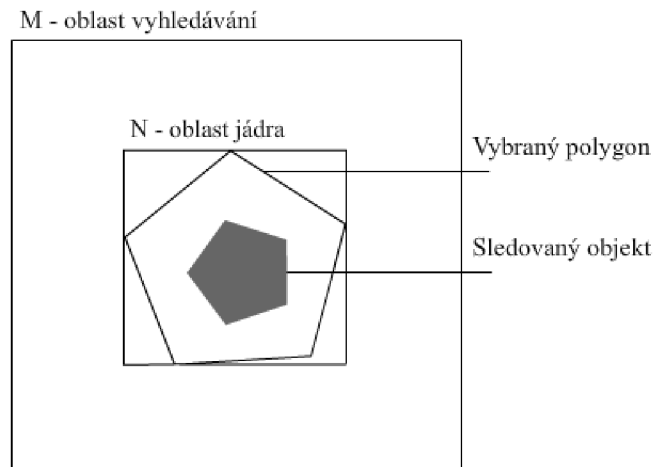 M - oblast vyhledávání
N - oblast jádra
Vybraný polygon
Sledovaný objekt